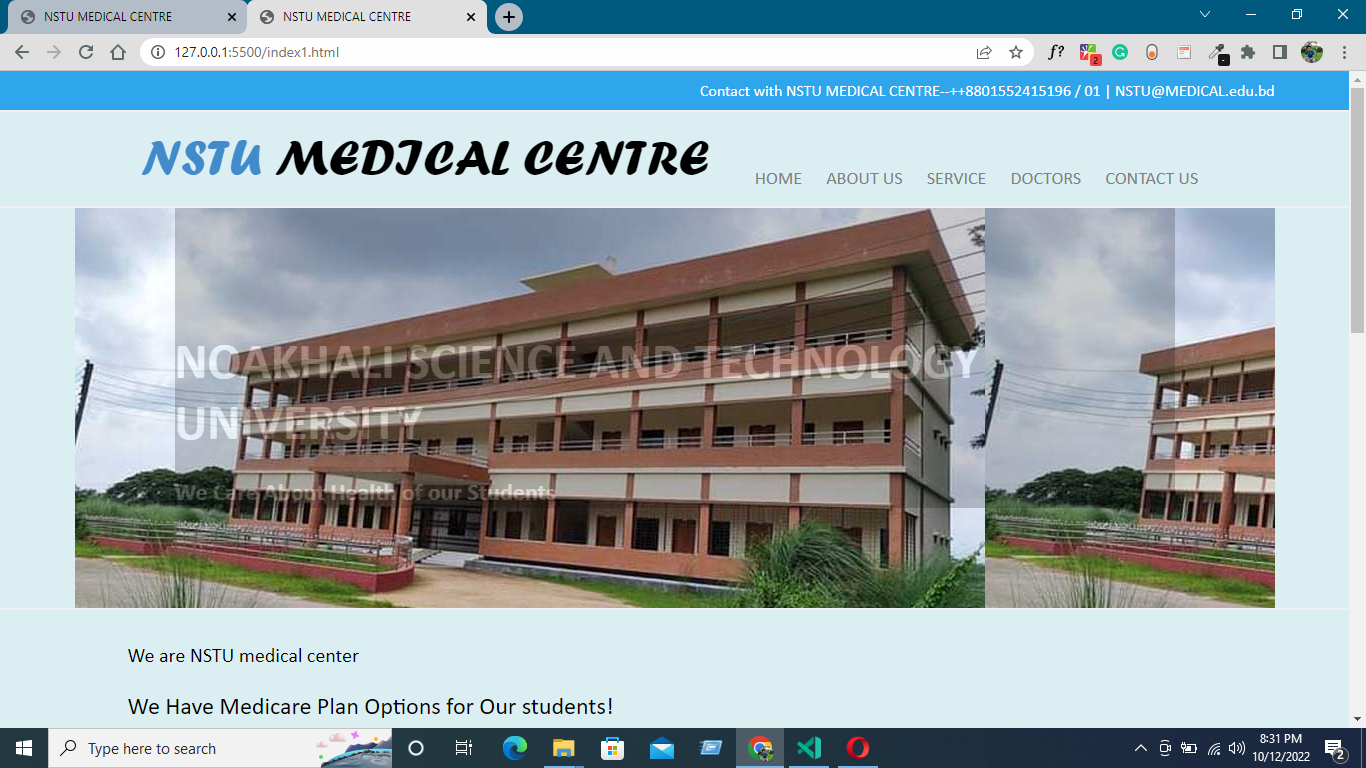 NSTU MEDICAL CENTRE
NSTU MEDICAL CENTRE
127.0.0.1:5500/index1.html
f?
2
Contact with NSTU MEDICAL CENTRE--++8801552415196 / 01 | NSTU@MEDICAL.edu.bd
NSTU MEDICAL CENTRE
HOME ABOUT US SERVICE DOCTORS CONTACT US
NOAKHALI SCIENCE AND TECHNOLOGY
UNIVERSITY
We Care About Health of our Students
We are NSTU medical center
We Have Medicare Plan Options for Our students!
Type here to search
8:31 PM
10/12/2022
2